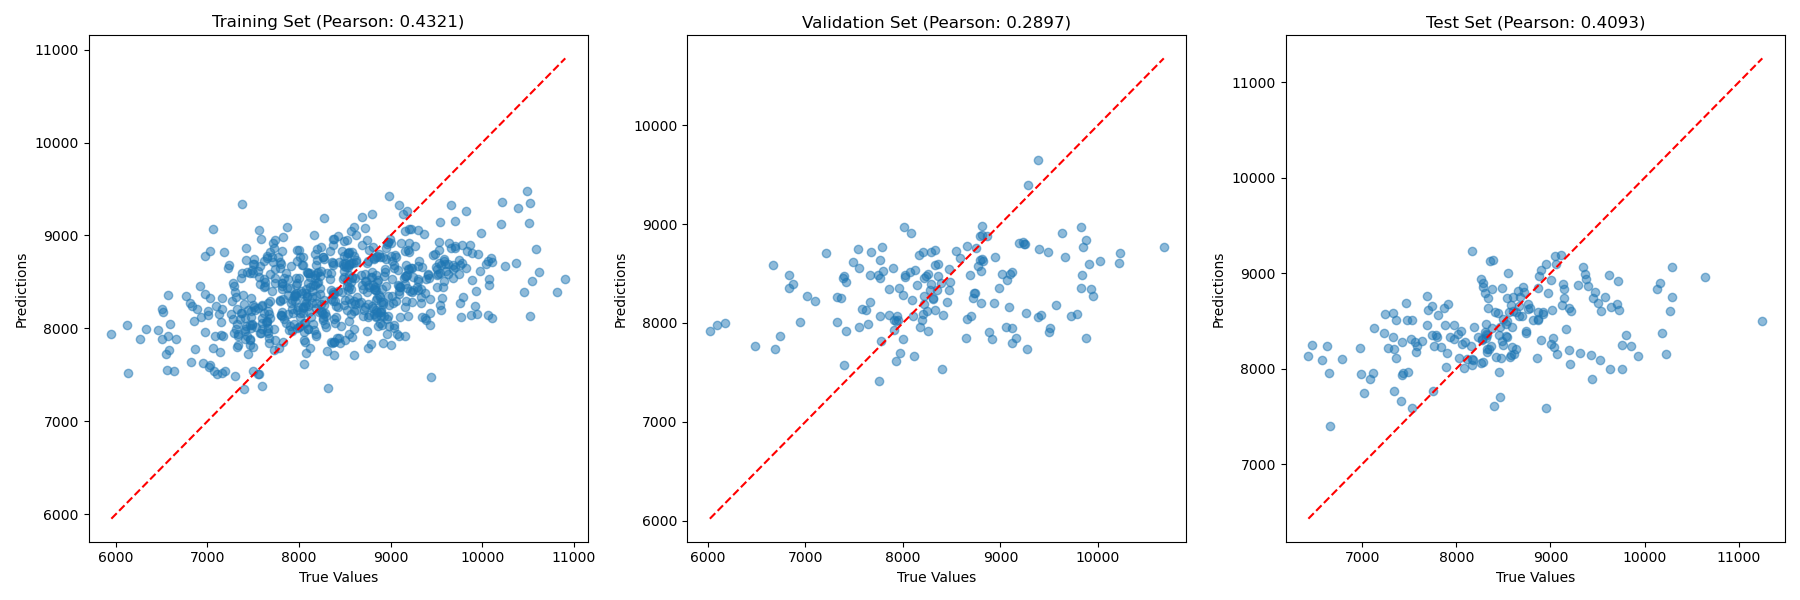 Training Set (Pearson: 0.4321)
11000
10000
9000
8000
7000
6000
Predictions
6000 7000 8000 9000 10000 11000
True Values
Validation Set (Pearson: 0.2897)
10000
9000
8000
7000
6000
Predictions
6000 7000 8000 9000 10000
True Values
Test Set (Pearson: 0.4093)
11000
10000
9000
8000
7000
Predictions
7000 8000 9000 10000 11000
True Values